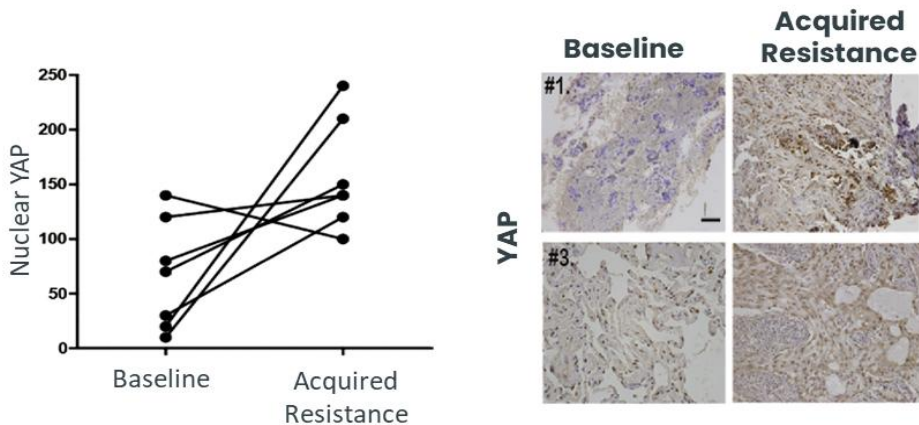 Nuclear YAP
250
200
150
100
50
0
Baseline
Acquired
Resistance
Baseline
Acquired
Resistance
YAP
#1.
#3.